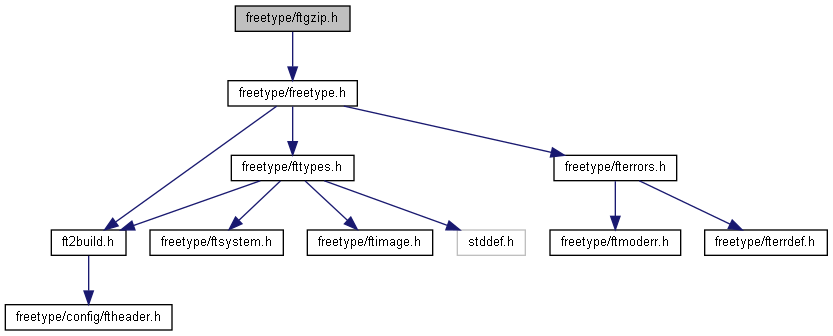 freetype/ftgzip.h
freetype/freetype.h
freetype/fttypes.h
freetype/fterrors.h
ft2build.h
freetype/ftsystem.h
freetype/ftimage.h
stddef.h
freetype/ftmoderr.h
freetype/fterrdef.h
freetype/config/ftheader.h